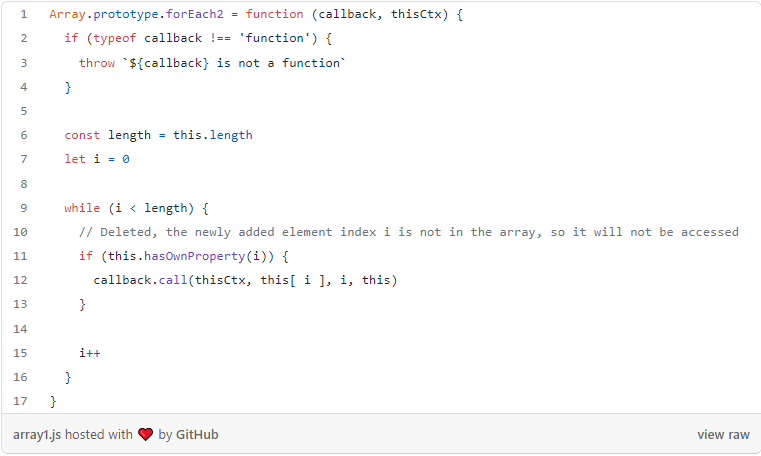 1 Array.prototype.forEach2 = function (callback, thisCtx) {
2 if (typeof callback !== 'function') {
3 throw `${callback} is not a function`
4 }
5
6 const length = this.length
7 let i = 0
8
9 while (i < length) {
10 // Deleted, the newly added element index i is not in the array, so it will not be accessed
11 if (this.hasOwnProperty(i)) {
12 callback.call(thisCtx, this[ i ], i, this)
13 }
14
15 i++
16 }
17 }
array1.js hosted with ❤ by GitHub view raw